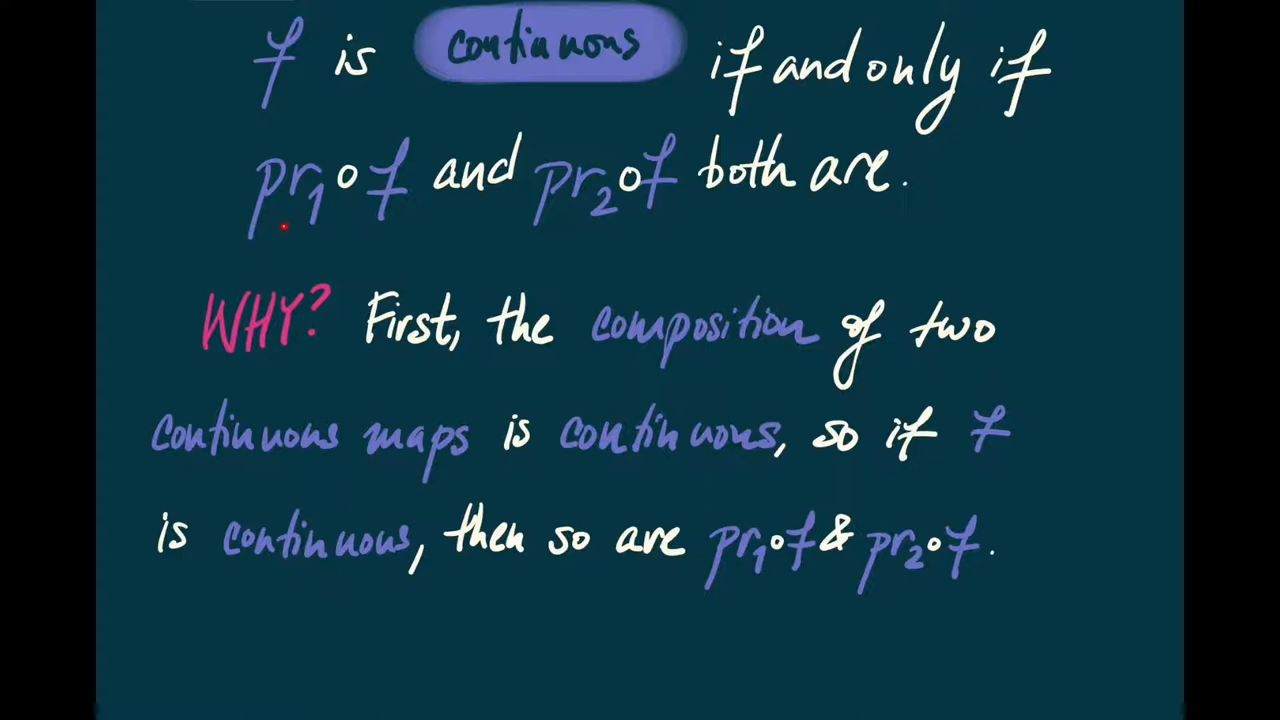 f is continuous if and only if
pr₁∘f and pr₂∘f both are.
WHY? First, the composition of two
continuous maps is continuous, so if f
is continuous, then so are pr₁∘f & pr₂∘f.